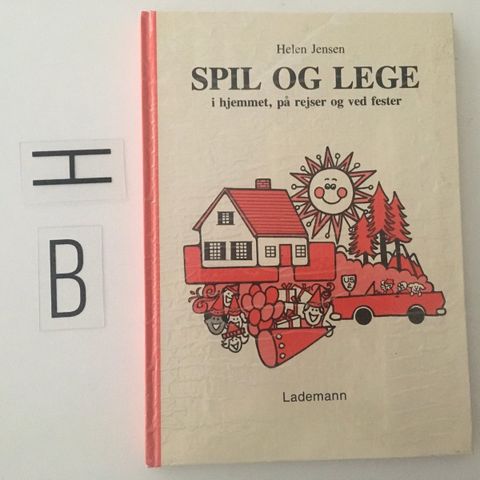 Helen Jensen
SPIL OG LEGE
i hjemmet, på rejser og ved fester
H
B
Lademann